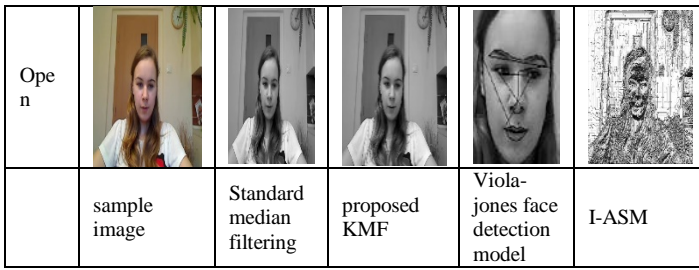 Ope
n
sample
image
Standard
median
filtering
proposed
KMF
Viola-
jones face
detection
model
I-ASM